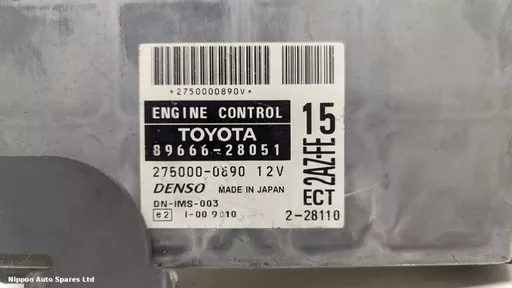 *2750000890V*
ENGINE CONTROL
TOYOTA
89666-28051
275000-0890 12V
DENSO MADE IN JAPAN
DN-IMS-003
e2
15
2AZ-FE
ECT
2-28110
Nippon Auto Spares Ltd